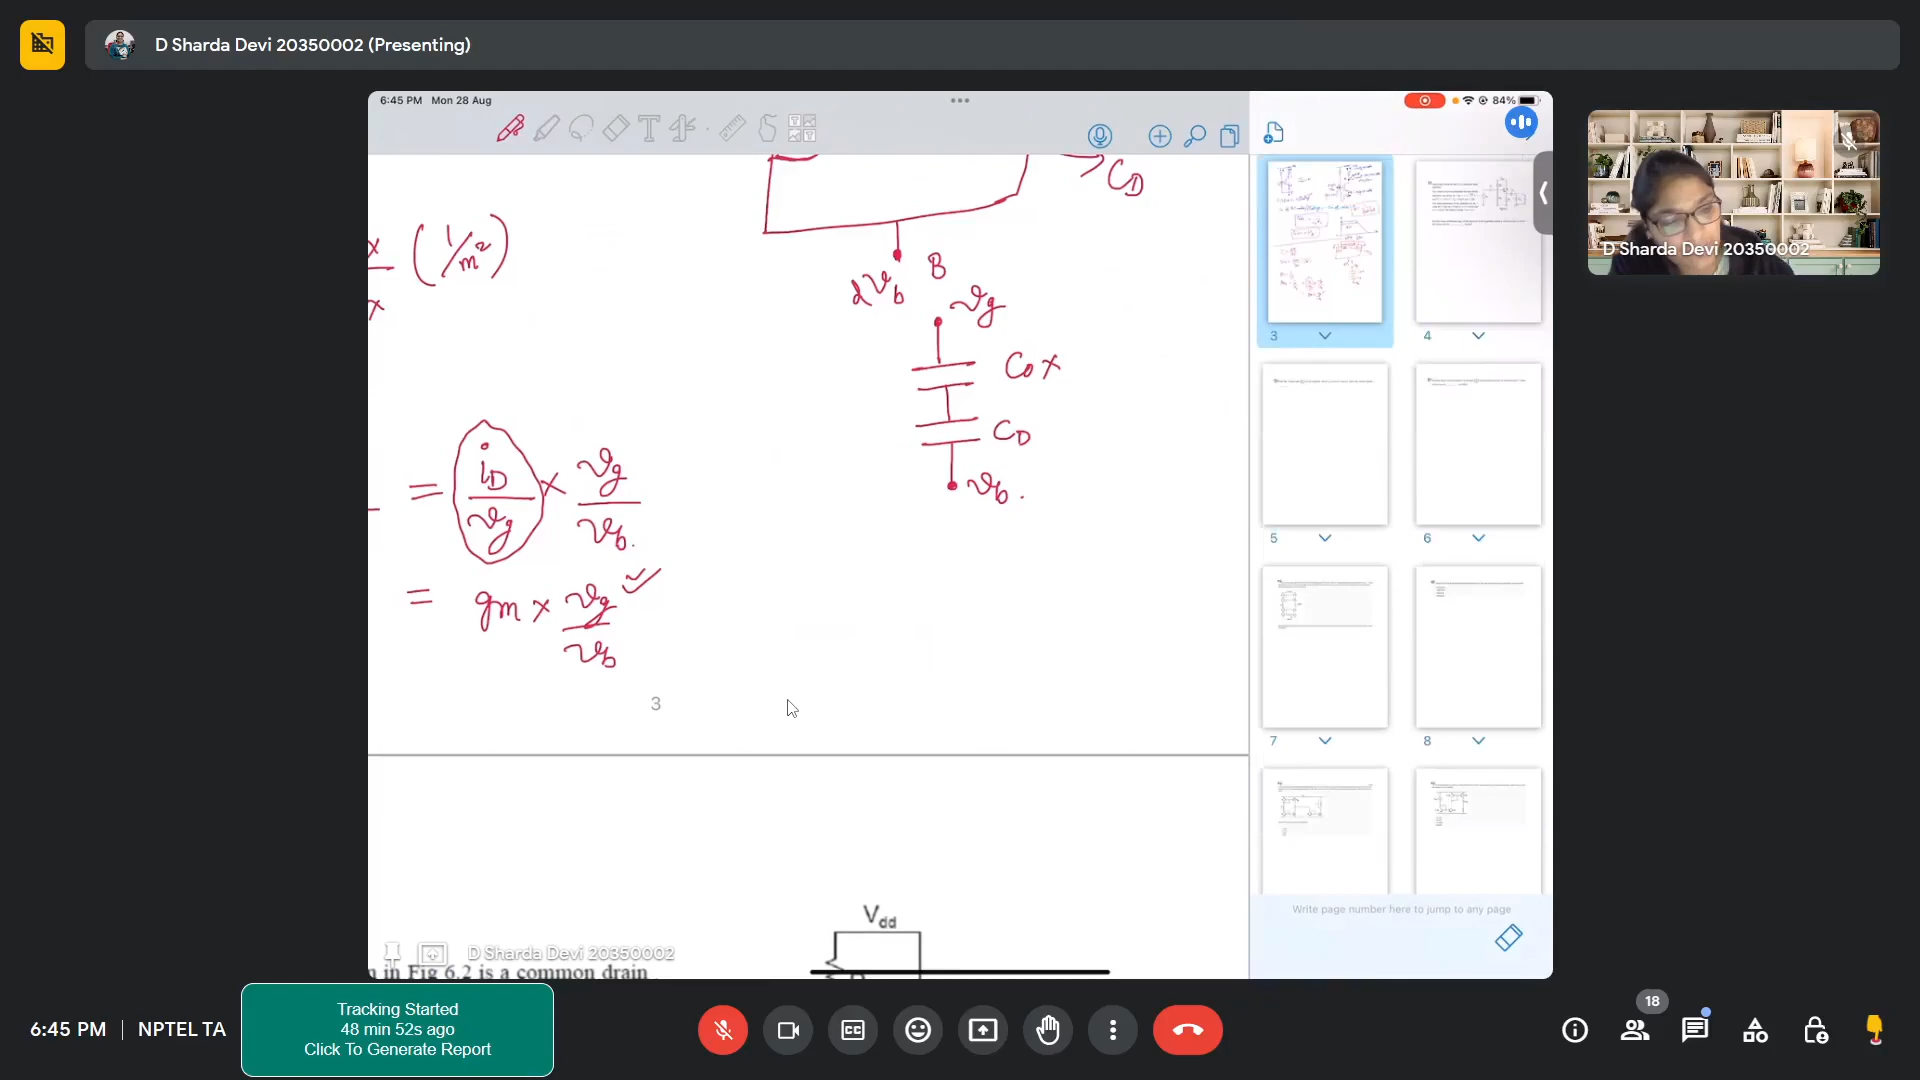 D Sharda Devi 20350002 (Presenting)
6:45 PM Mon 28 Aug
84%
C_D
(1/m²)
x
x
B
dv_b
v_g
Cox
C_D
v_b.
= i_D/v_g × v_g/v_b.
= gm × v_g/v_b
3
V_dd
n in Fig 6.2 is a common drain
D Sharda Devi 20350002
3
4
5
6
7
8
Write page number here to jump to any page
D Sharda Devi 20350002
6:45 PM | NPTEL TA
Tracking Started
48 min 52s ago
Click To Generate Report
CC
18